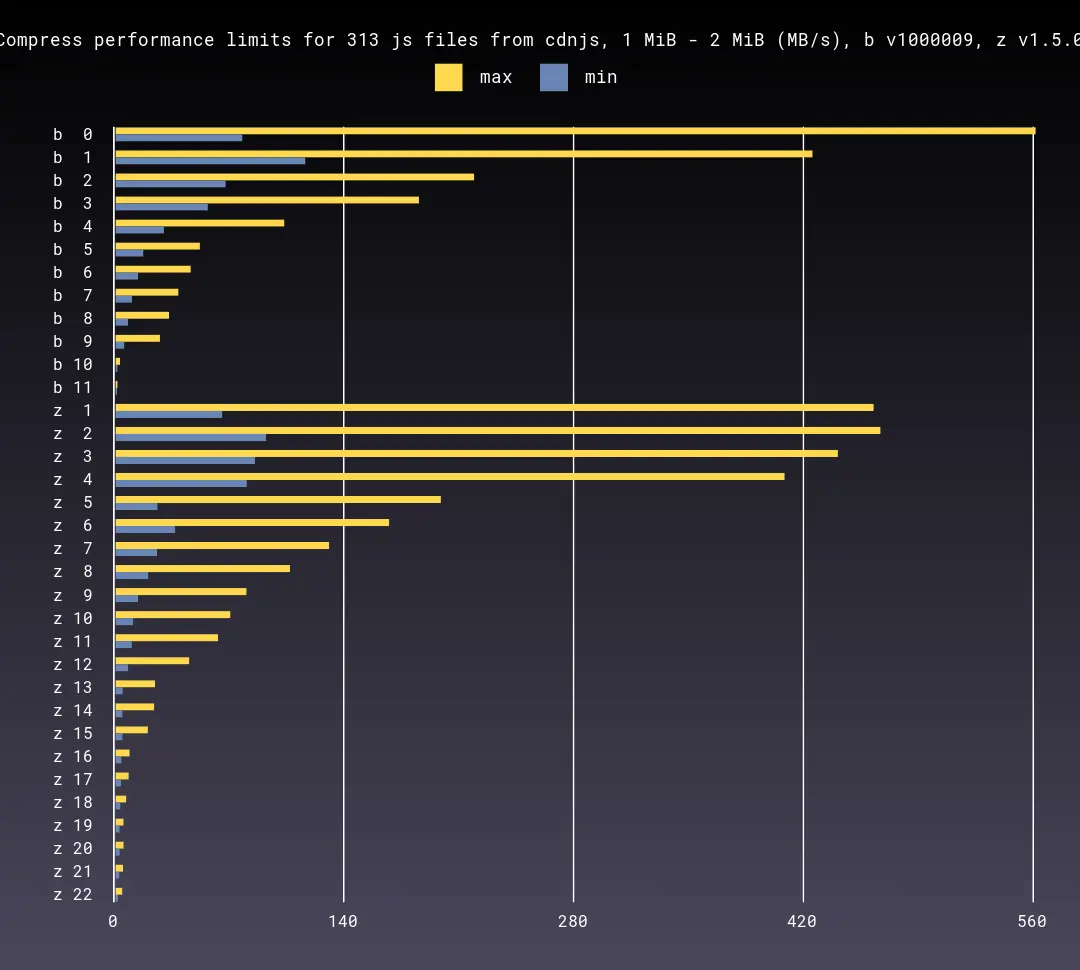 Compress performance limits for 313 js files from cdnjs, 1 MiB - 2 MiB (MB/s), b v1000009, z v1.5.0
max min
b 0
b 1
b 2
b 3
b 4
b 5
b 6
b 7
b 8
b 9
b 10
b 11
z 1
z 2
z 3
z 4
z 5
z 6
z 7
z 8
z 9
z 10
z 11
z 12
z 13
z 14
z 15
z 16
z 17
z 18
z 19
z 20
z 21
z 22
0 140 280 420 560